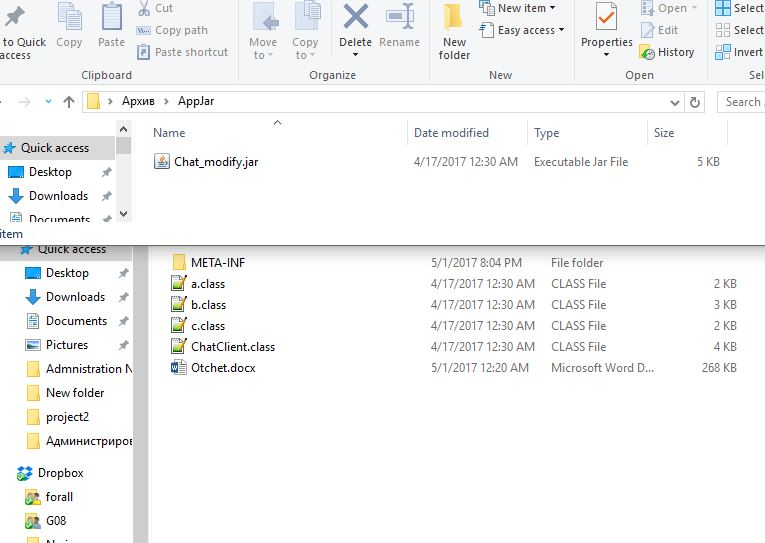 Cut
Copy path
to Quick access
Copy
Paste
Paste shortcut
Clipboard
Move to
Copy to
Delete
Rename
Organize
New folder
New item
Easy access
New
Properties
Open
Edit
History
Open
Select
Select
Invert
Sel
Архив > AppJar
Search
Name Date modified Type Size
Quick access
Chat_modify.jar 4/17/2017 12:30 AM Executable Jar File 5 KB
Desktop
Downloads
Documents
item
Quick access
META-INF 5/1/2017 8:04 PM File folder
Desktop
a.class 4/17/2017 12:30 AM CLASS File 2 KB
Downloads
b.class 4/17/2017 12:30 AM CLASS File 3 KB
Documents
c.class 4/17/2017 12:30 AM CLASS File 2 KB
Pictures
ChatClient.class 4/17/2017 12:30 AM CLASS File 4 KB
Admnistration N
Otchet.docx 5/1/2017 12:20 AM Microsoft Word D... 268 KB
New folder
project2
Администриров
Dropbox
forall
G08